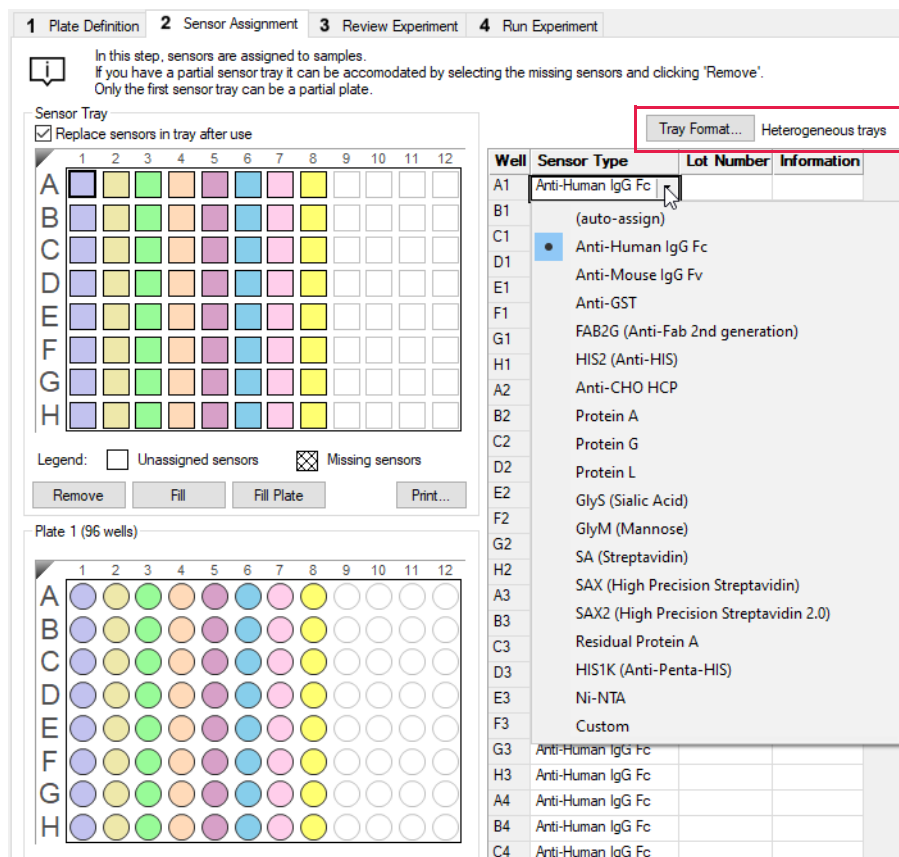 1 Plate Definition 2 Sensor Assignment 3 Review Experiment 4 Run Experiment
In this step, sensors are assigned to samples.
If you have a partial sensor tray it can be accomodated by selecting the missing sensors and clicking 'Remove'.
Only the first sensor tray can be a partial plate.
Sensor Tray
Replace sensors in tray after use
1 2 3 4 5 6 7 8 9 10 11 12
A
B
C
D
E
F
G
H
Legend: Unassigned sensors Missing sensors
Remove Fill Fill Plate Print...
Plate 1 (96 wells)
1 2 3 4 5 6 7 8 9 10 11 12
A
B
C
D
E
F
G
H
Tray Format... Heterogeneous trays
Well Sensor Type Lot Number Information
A1 Anti-Human IgG Fc
B1
C1
D1
E1
F1
G1
H1
A2
B2
C2
D2
E2
F2
G2
H2
A3
B3
C3
D3
E3
F3
(auto-assign)
Anti-Human IgG Fc
Anti-Mouse IgG Fv
Anti-GST
FAB2G (Anti-Fab 2nd generation)
HIS2 (Anti-HIS)
Anti-CHO HCP
Protein A
Protein G
Protein L
GlyS (Sialic Acid)
GlyM (Mannose)
SA (Streptavidin)
SAX (High Precision Streptavidin)
SAX2 (High Precision Streptavidin 2.0)
Residual Protein A
HIS1K (Anti-Penta-HIS)
Ni-NTA
Custom
G3 Anti-Human IgG Fc
H3 Anti-Human IgG Fc
A4 Anti-Human IgG Fc
B4 Anti-Human IgG Fc
C4 Anti-Human IgG Fc